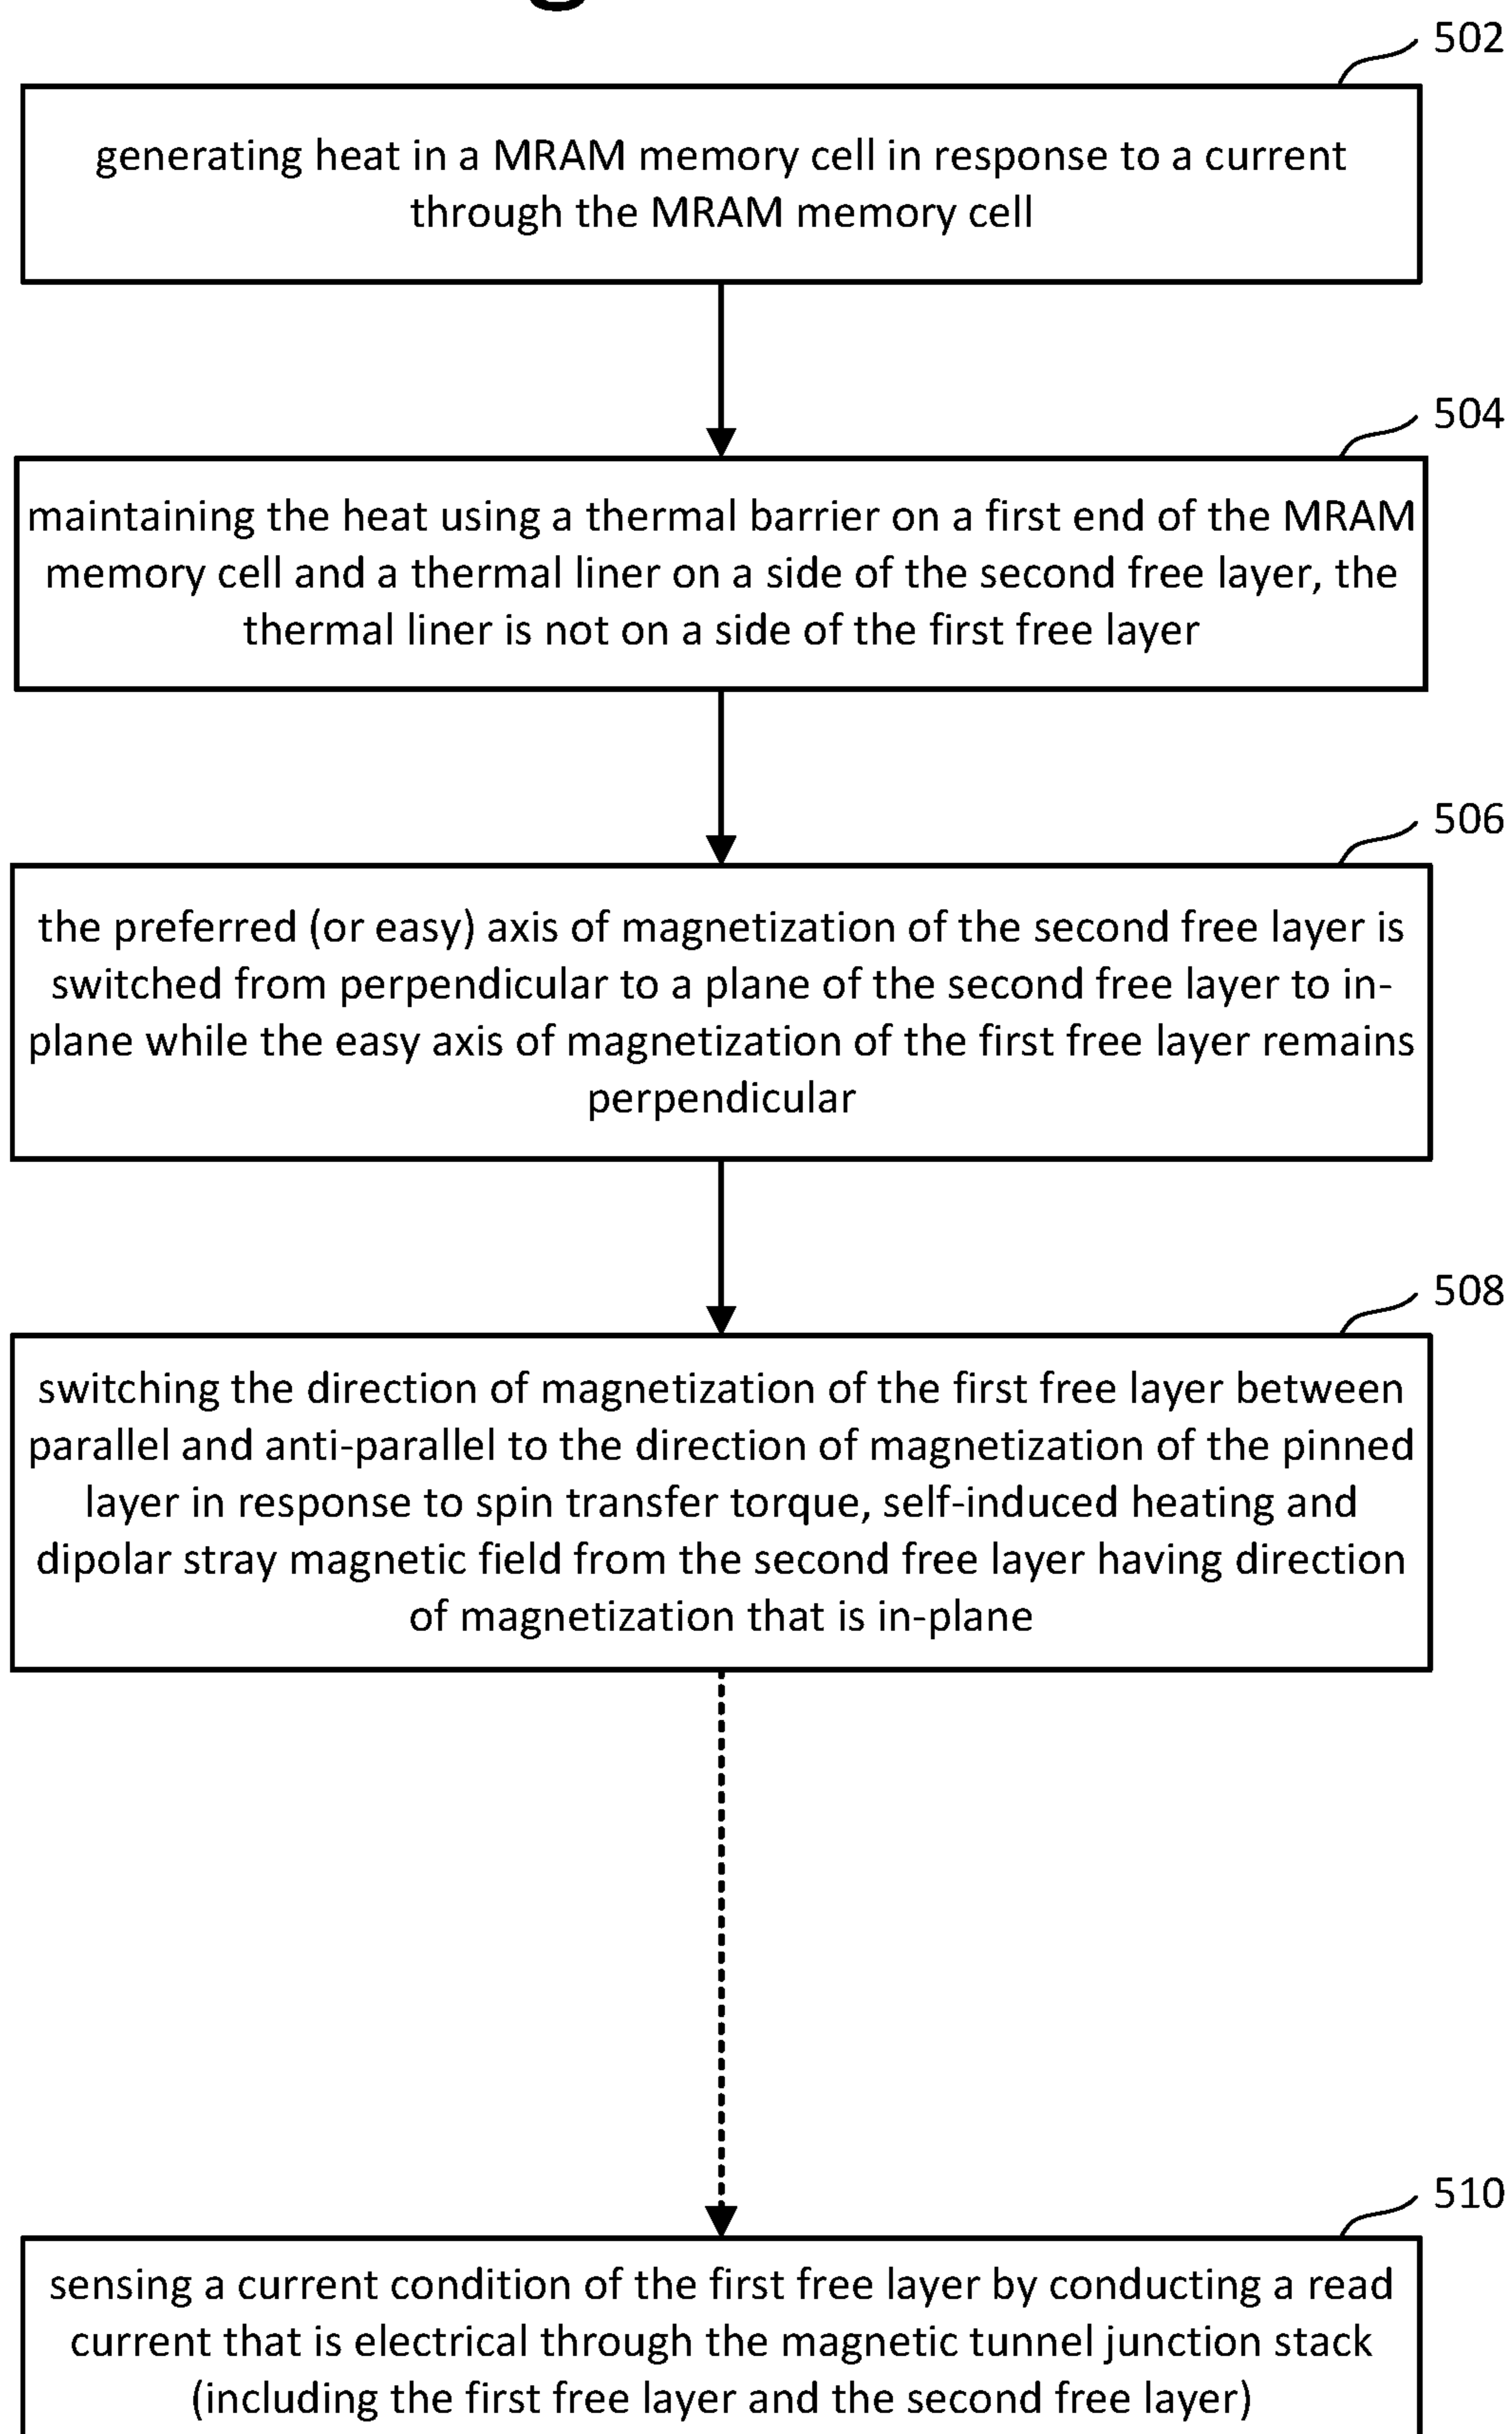 502
generating heat in a MRAM memory cell in response to a current
through the MRAM memory cell
504
maintaining the heat using a thermal barrier on a first end of the MRAM
memory cell and a thermal liner on a side of the second free layer, the
thermal liner is not on a side of the first free layer
506
the preferred (or easy) axis of magnetization of the second free layer is
switched from perpendicular to a plane of the second free layer to in-
plane while the easy axis of magnetization of the first free layer remains
perpendicular
508
switching the direction of magnetization of the first free layer between
parallel and anti-parallel to the direction of magnetization of the pinned
layer in response to spin transfer torque, self-induced heating and
dipolar stray magnetic field from the second free layer having direction
of magnetization that is in-plane
510
sensing a current condition of the first free layer by conducting a read
current that is electrical through the magnetic tunnel junction stack
(including the first free layer and the second free layer)